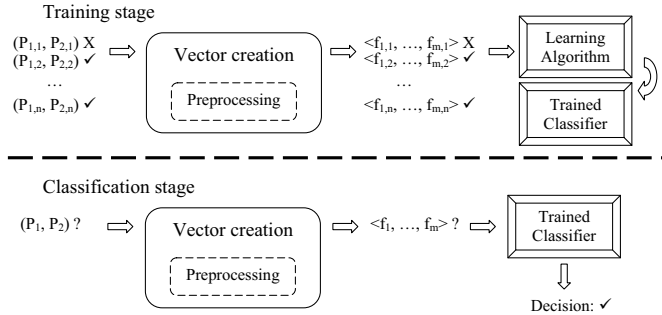 Training stage
(P1,1, P2,1) X
(P1,2, P2,2) ✓
…
(P1,n, P2,n) ✓
Vector creation
Preprocessing
<f1,1, …, fm,1> X
<f1,2, …, fm,2> ✓
…
<f1,n, …, fm,n> ✓
Learning
Algorithm
Trained
Classifier
Classification stage
(P1, P2) ?
Vector creation
Preprocessing
<f1, …, fm> ?
Trained
Classifier
Decision: ✓